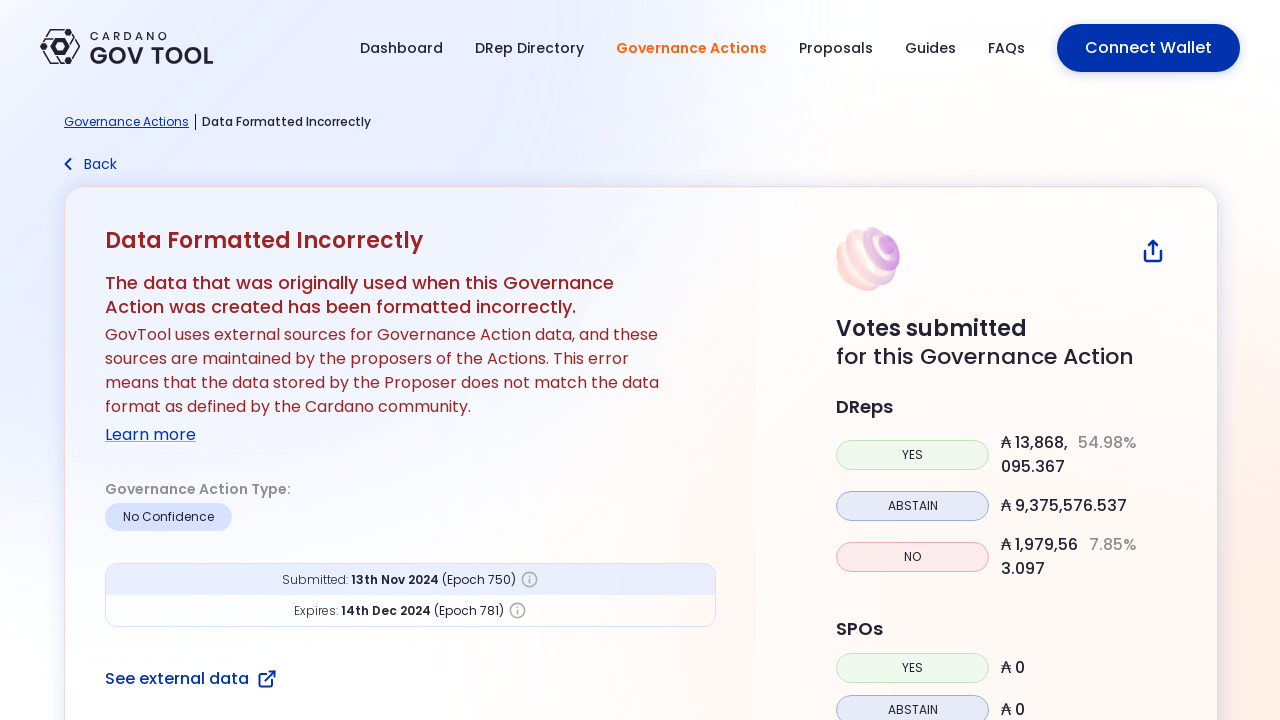 CARDANO
GOV TOOL
Dashboard
DRep Directory
Governance Actions
Proposals
Guides
FAQs
Connect Wallet
Governance Actions | Data Formatted Incorrectly
Back
Data Formatted Incorrectly
The data that was originally used when this Governance
Action was created has been formatted incorrectly.
GovTool uses external sources for Governance Action data, and these
sources are maintained by the proposers of the Actions. This error
means that the data stored by the Proposer does not match the data
format as defined by the Cardano community.
Learn more
Governance Action Type:
No Confidence
Submitted: 13th Nov 2024 (Epoch 750)
Expires: 14th Dec 2024 (Epoch 781)
See external data
Votes submitted
for this Governance Action
DReps
YES
₳ 13,868, 54.98%
095.367
ABSTAIN
₳ 9,375,576.537
NO
₳ 1,979,56 7.85%
3.097
SPOs
YES
₳ 0
ABSTAIN
₳ 0